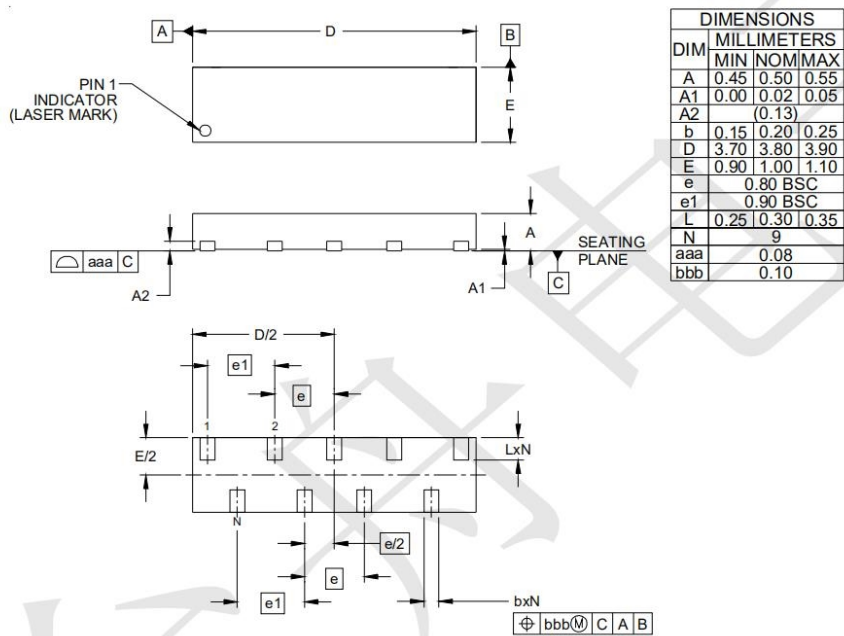 A
D
B
PIN 1
INDICATOR
(LASER MARK)
E
DIMENSIONS
DIM MILLIMETERS
MIN NOM MAX
A 0.45 0.50 0.55
A1 0.00 0.02 0.05
A2 (0.13)
b 0.15 0.20 0.25
D 3.70 3.80 3.90
E 0.90 1.00 1.10
e 0.80 BSC
e1 0.90 BSC
L 0.25 0.30 0.35
N 9
aaa 0.08
bbb 0.10
A
SEATING
PLANE
⌓ aaa C
A2
A1
C
D/2
e1
e
1 2
E/2
LxN
N
e/2
e
e1
bxN
⌖ bbbⓂ C A B